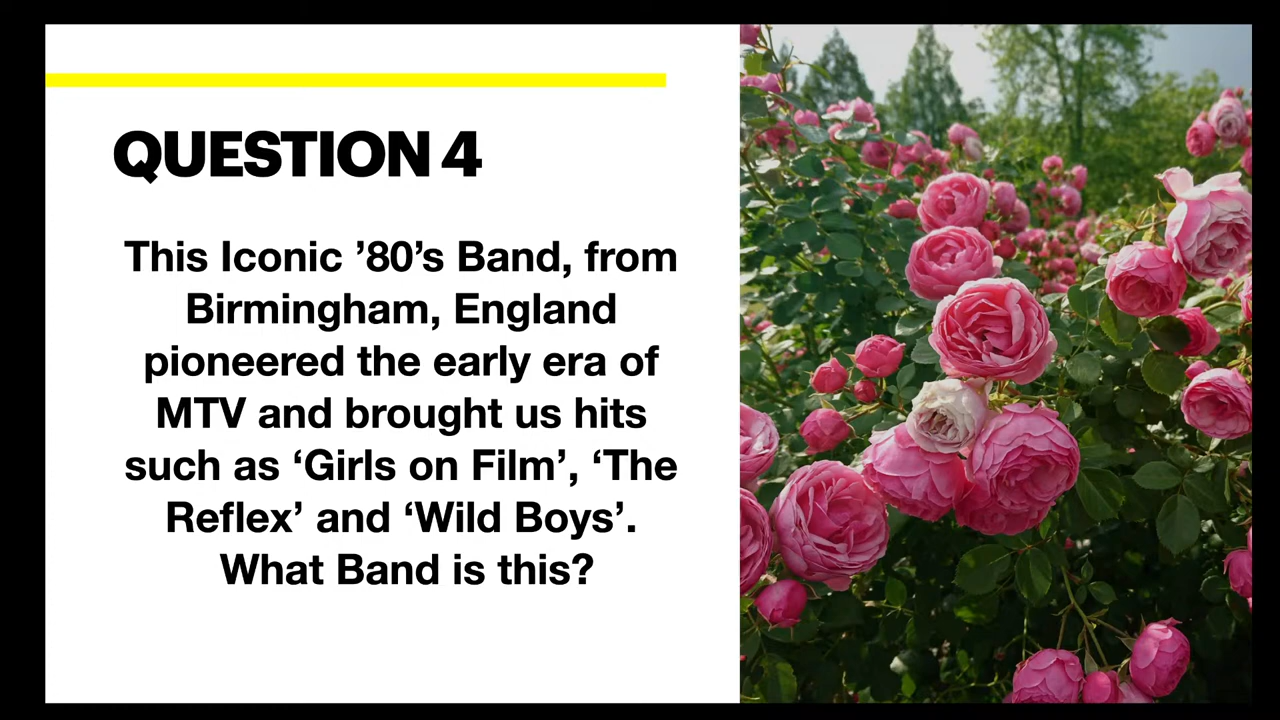 QUESTION 4
This Iconic ’80’s Band, from
Birmingham, England
pioneered the early era of
MTV and brought us hits
such as ‘Girls on Film’, ‘The
Reflex’ and ‘Wild Boys’.
What Band is this?